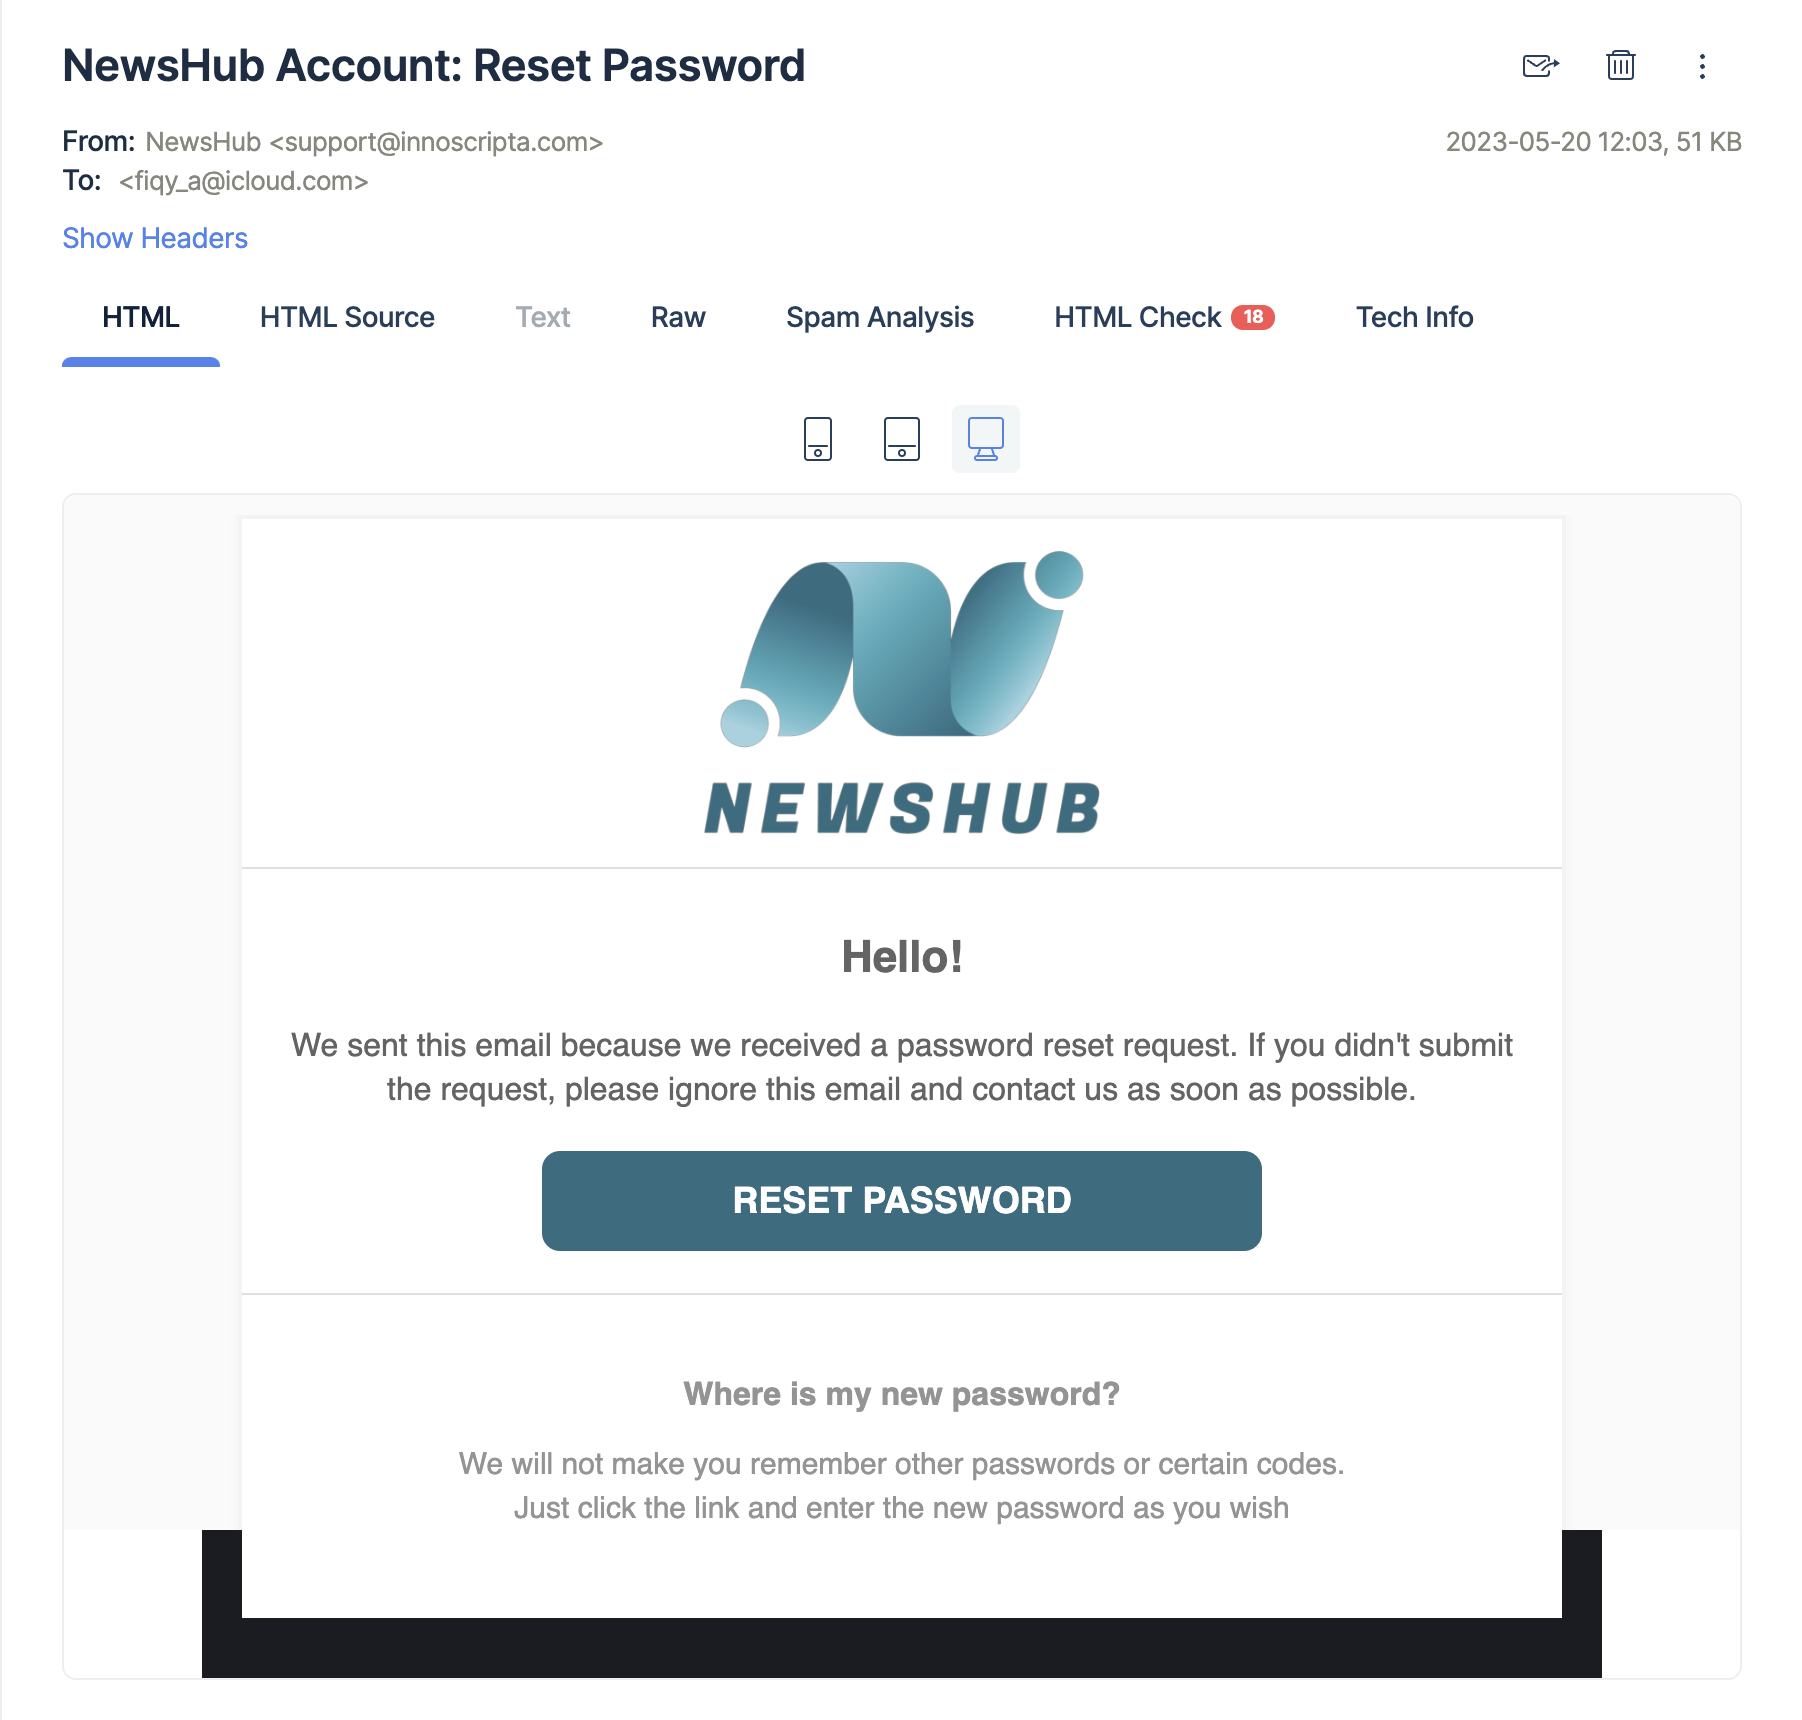 NewsHub Account: Reset Password
From: NewsHub <support@innoscripta.com>
2023-05-20 12:03, 51 KB
To: <fiqy_a@icloud.com>
Show Headers
HTML HTML Source Text Raw Spam Analysis HTML Check 18 Tech Info
NEWSHUB
Hello!
We sent this email because we received a password reset request. If you didn't submit
the request, please ignore this email and contact us as soon as possible.
RESET PASSWORD
Where is my new password?
We will not make you remember other passwords or certain codes.
Just click the link and enter the new password as you wish